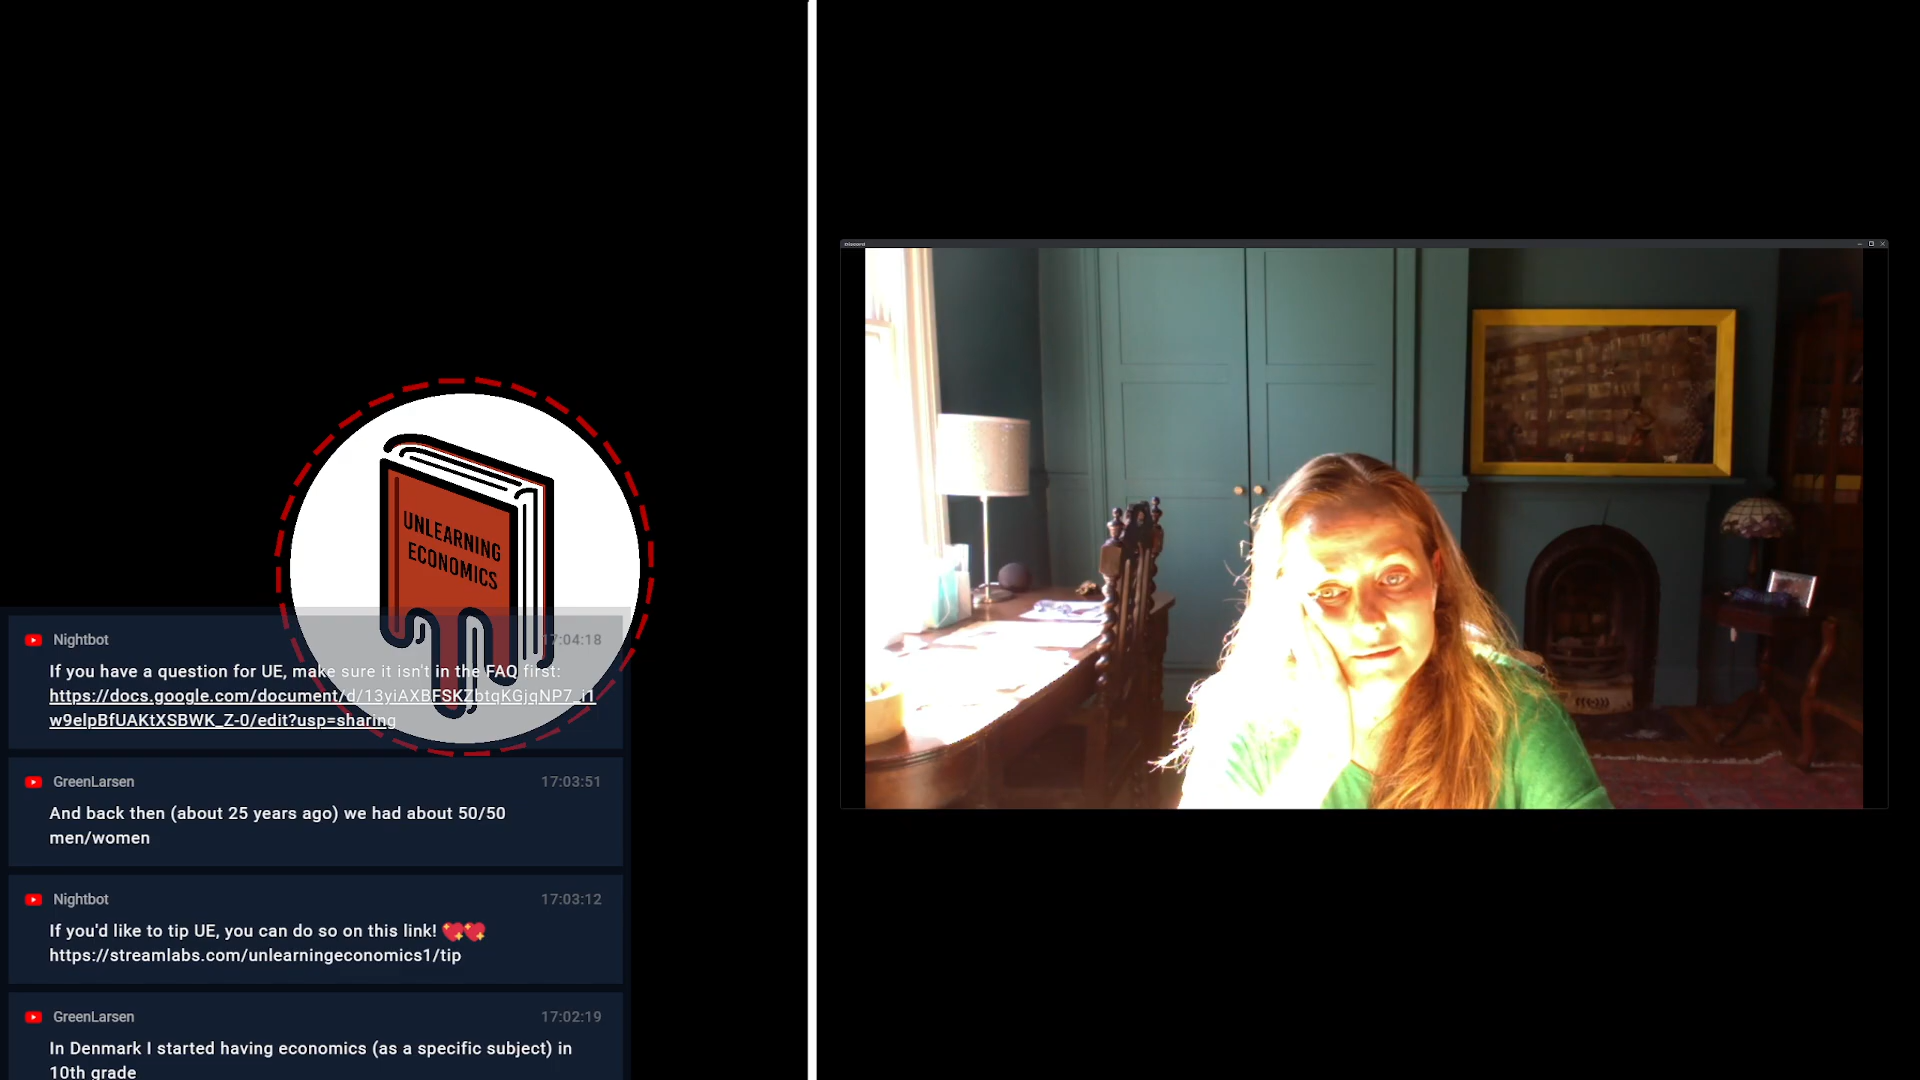 UNLEARNING
ECONOMICS
Nightbot 17:04:18
If you have a question for UE, make sure it isn't in the FAQ first:
https://docs.google.com/document/d/13yiAXBFSKZbtqKGjqNP7_i1
w9elpBfUAKtXSBWK_Z-0/edit?usp=sharing
GreenLarsen 17:03:51
And back then (about 25 years ago) we had about 50/50
men/women
Nightbot 17:03:12
If you'd like to tip UE, you can do so on this link! 💖💖
https://streamlabs.com/unlearningeconomics1/tip
GreenLarsen 17:02:19
In Denmark I started having economics (as a specific subject) in
10th grade
Discord